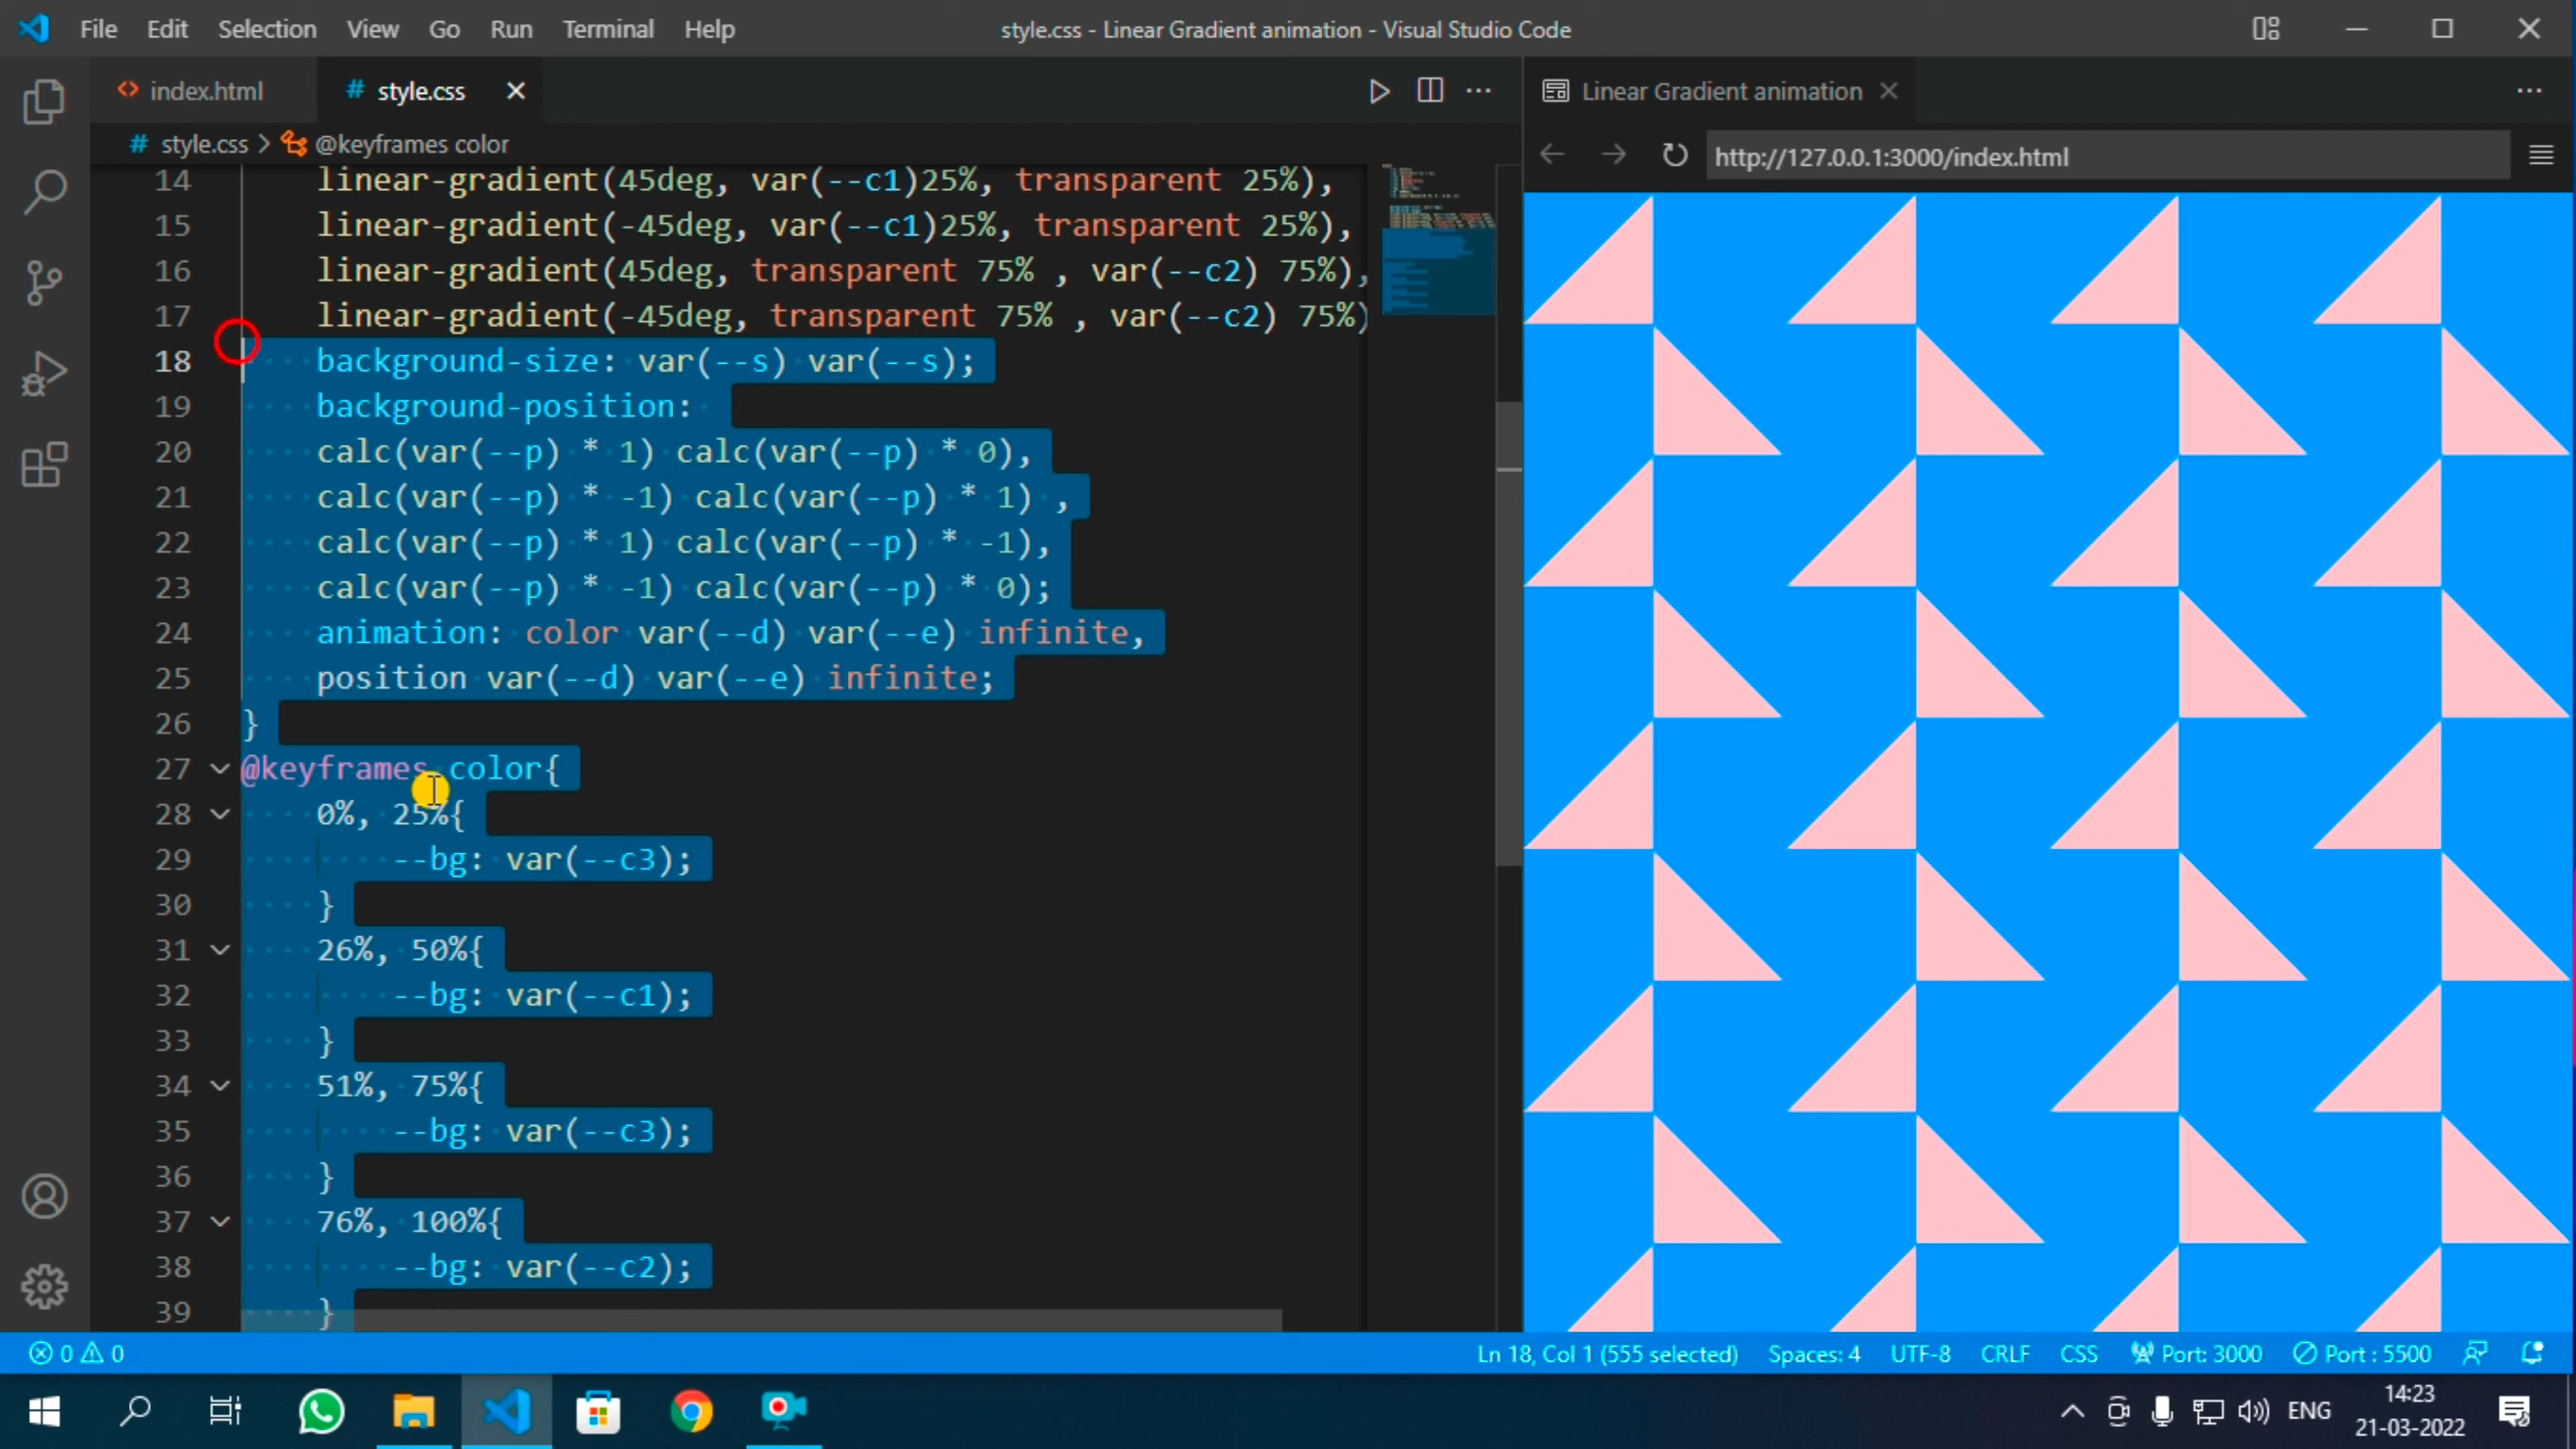 File Edit Selection View Go Run Terminal Help
style.css - Linear Gradient animation - Visual Studio Code
<> index.html
# style.css
Linear Gradient animation
# style.css > @keyframes color
http://127.0.0.1:3000/index.html
14 linear-gradient(45deg, var(--c1)25%, transparent 25%),
15 linear-gradient(-45deg, var(--c1)25%, transparent 25%),
16 linear-gradient(45deg, transparent 75% , var(--c2) 75%),
17 linear-gradient(-45deg, transparent 75% , var(--c2) 75%)
18 background-size: var(--s) var(--s);
19 background-position:
20 calc(var(--p) * 1) calc(var(--p) * 0),
21 calc(var(--p) * -1) calc(var(--p) * 1) ,
22 calc(var(--p) * 1) calc(var(--p) * -1),
23 calc(var(--p) * -1) calc(var(--p) * 0);
24 animation: color var(--d) var(--e) infinite,
25 position var(--d) var(--e) infinite;
26 }
27 @keyframes color{
28 0%, 25%{
29 --bg: var(--c3);
30 }
31 26%, 50%{
32 --bg: var(--c1);
33 }
34 51%, 75%{
35 --bg: var(--c3);
36 }
37 76%, 100%{
38 --bg: var(--c2);
39 }
0 0
Ln 18, Col 1 (555 selected) Spaces: 4 UTF-8 CRLF CSS Port: 3000 Port : 5500
ENG
14:23
21-03-2022